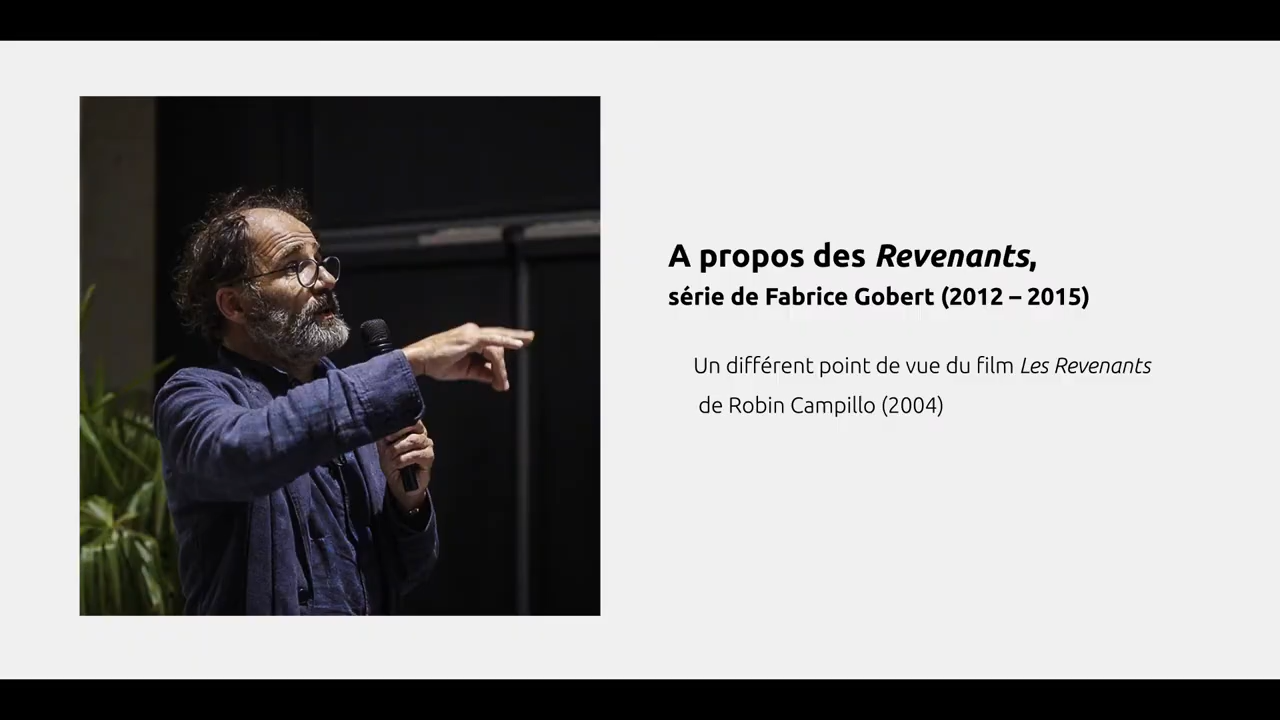 A propos des Revenants,
série de Fabrice Gobert (2012 – 2015)
Un différent point de vue du film Les Revenants
de Robin Campillo (2004)